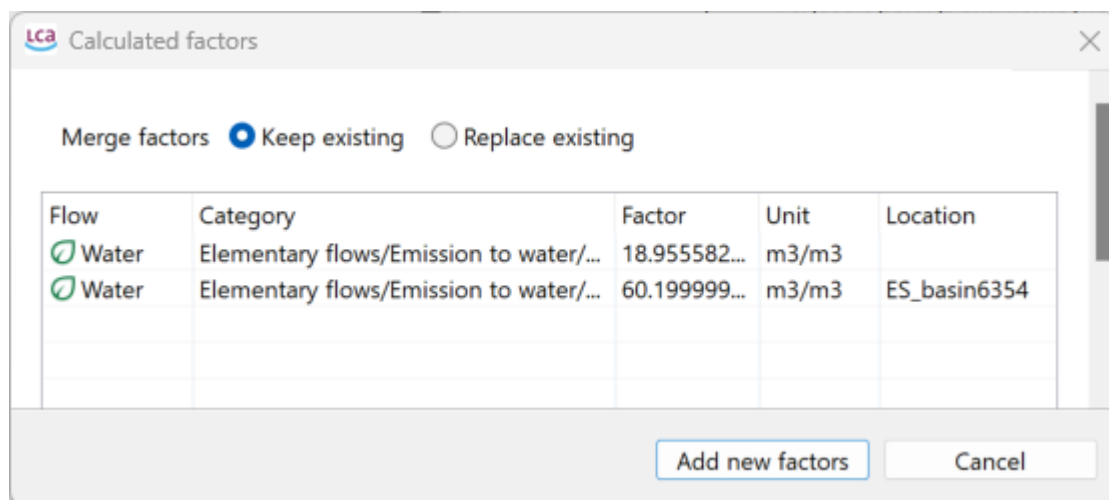 LCA Calculated factors
Merge factors Keep existing Replace existing
Flow Category Factor Unit Location
Water Elementary flows/Emission to water/... 18.955582... m3/m3
Water Elementary flows/Emission to water/... 60.199999... m3/m3 ES_basin6354
Add new factors Cancel